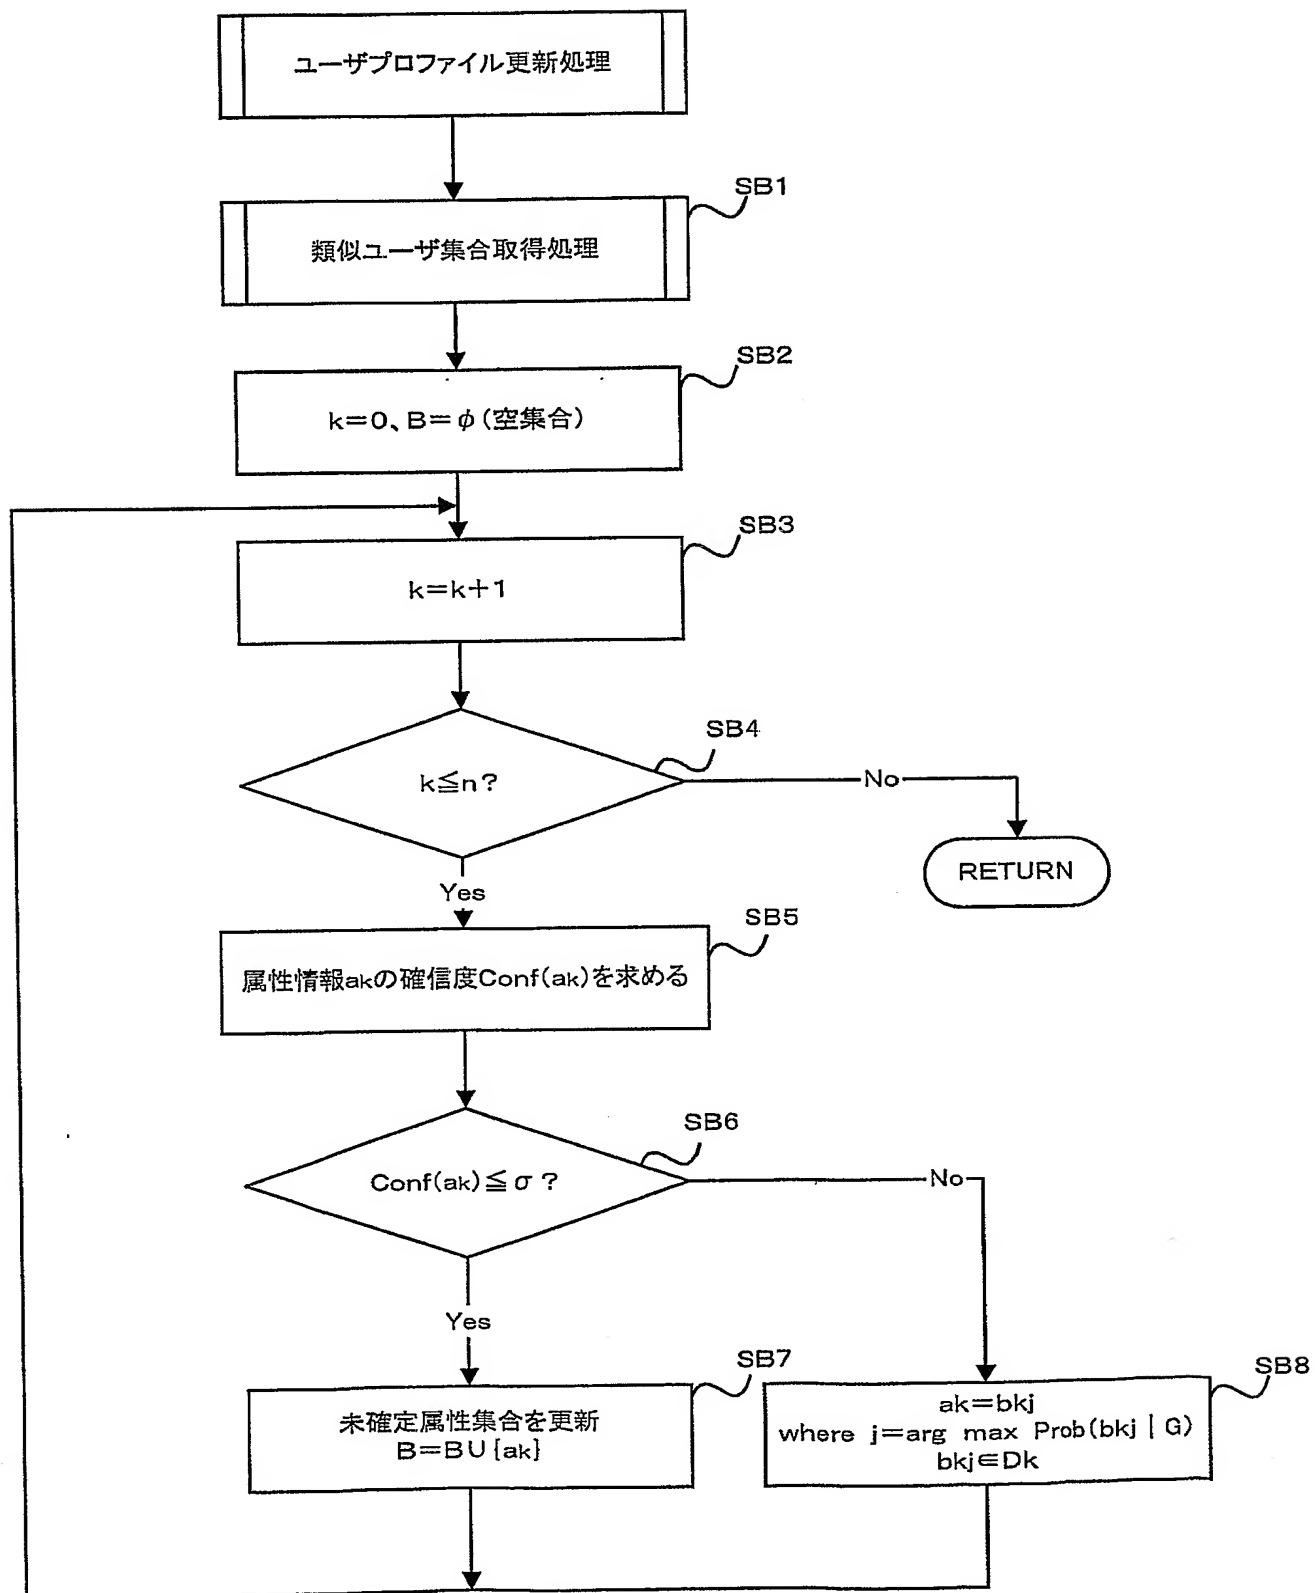 ユーザプロファイル更新処理
SB1
類似ユーザ集合取得処理
SB2
k=0、B=φ(空集合)
SB3
k=k+1
SB4
k≦n?
No
RETURN
Yes
SB5
属性情報akの確信度Conf(ak)を求める
SB6
Conf(ak)≦σ?
No
Yes
SB7
未確定属性集合を更新
B=B∪{ak}
SB8
ak=bkj
where j=arg max Prob(bkj | G)
bkj∈Dk